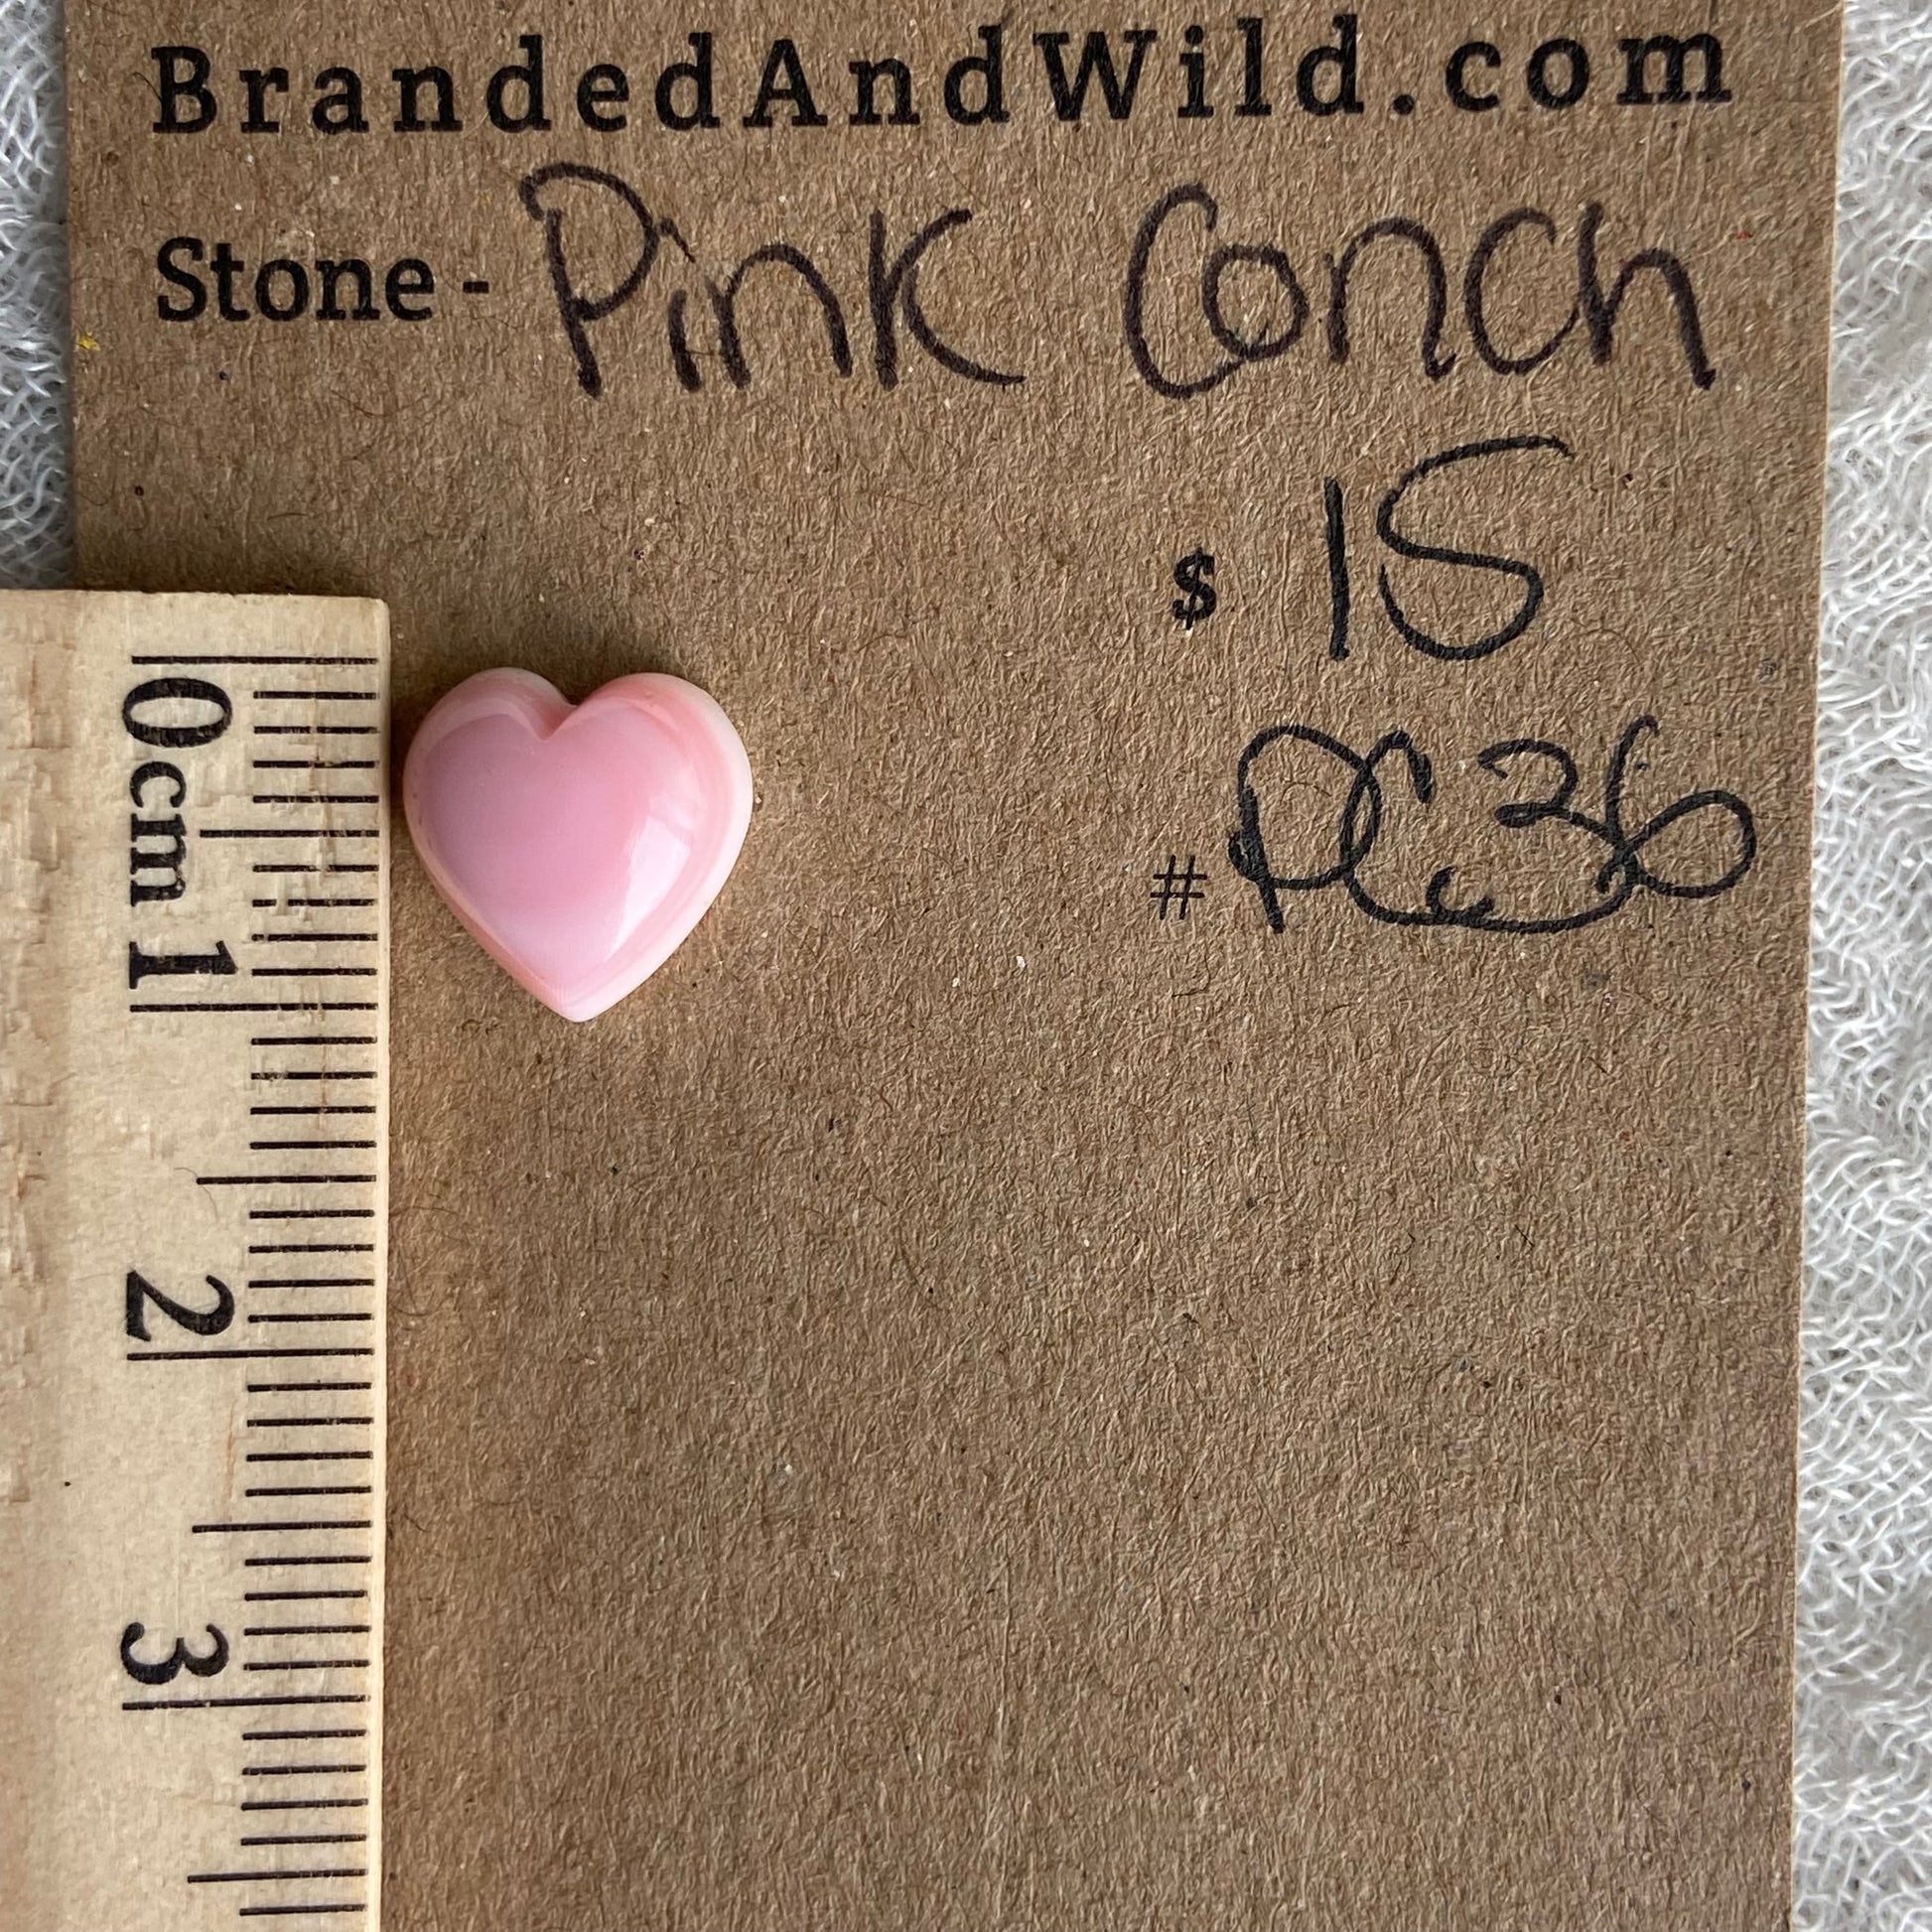 BrandedAndWild.com
Stone - Pink Conch
$ 15
# PC36
0cm 1 2 3